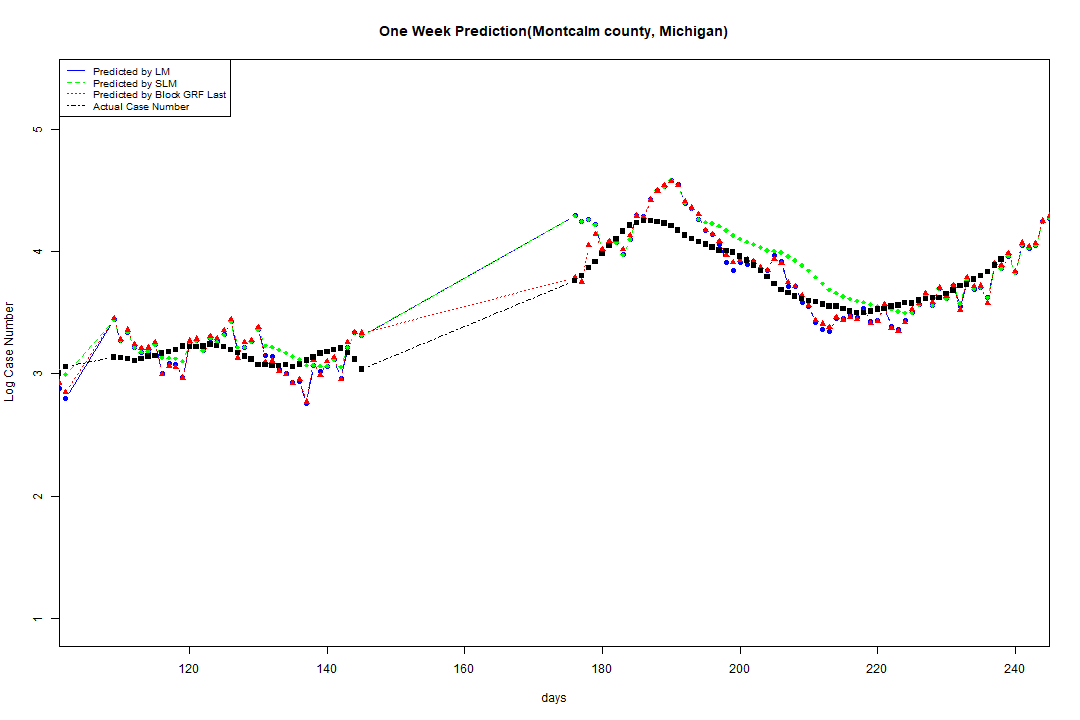 One Week Prediction(Montcalm county, Michigan)
Predicted by LM
Predicted by SLM
Predicted by Block GRF Last
Actual Case Number
5
4
3
2
1
Log Case Number
120 140 160 180 200 220 240
days